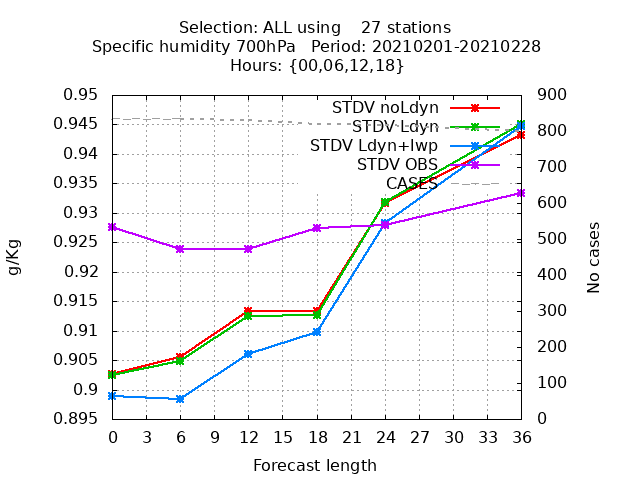 Selection: ALL using    27 stations
Specific humidity 700hPa   Period: 20210201-20210228
Hours: {00,06,12,18}
STDV noLdyn
STDV Ldyn
STDV Ldyn+lwp
STDV OBS
CASES
g/Kg
0.95
0.945
0.94
0.935
0.93
0.925
0.92
0.915
0.91
0.905
0.9
0.895
900
800
700
600
500
400
300
200
100
0
No cases
0 3 6 9 12 15 18 21 24 27 30 33 36
Forecast length